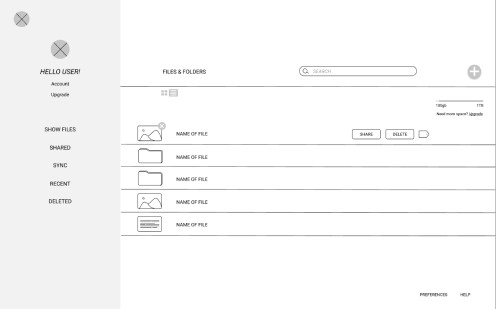 HELLO USER!
Account
Upgrade
SHOW FILES
SHARED
SYNC
RECENT
DELETED
FILES & FOLDERS
SEARCH
1TB
Need more space? Upgrade
NAME OF FILE
SHARE
DELETE
NAME OF FILE
NAME OF FILE
NAME OF FILE
NAME OF FILE
PREFERENCES
HELP